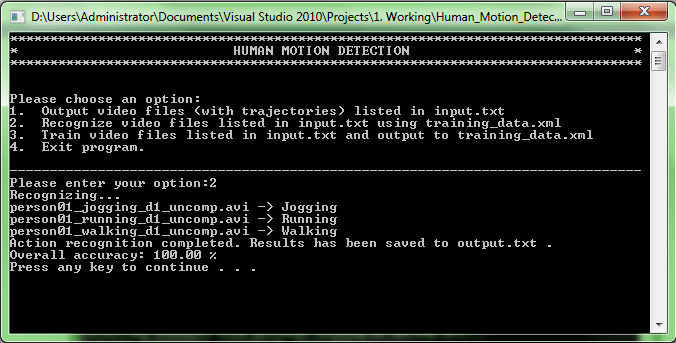 D:\Users\Administrator\Documents\Visual Studio 2010\Projects\1. Working\Human_Motion_Detec...
*******************************************************************************
*                           HUMAN MOTION DETECTION                            *
*******************************************************************************
Please choose an option:
1.  Output video files (with trajectories) listed in input.txt
2.  Recognize video files listed in input.txt using training_data.xml
3.  Train video files listed in input.txt and output to training_data.xml
4.  Exit program.
_______________________________________________________________________________
Please enter your option:2
Recognizing...
person01_jogging_d1_uncomp.avi -> Jogging
person01_running_d1_uncomp.avi -> Running
person01_walking_d1_uncomp.avi -> Walking
Action recognition completed. Results has been saved to output.txt .
Overall accuracy: 100.00 %
Press any key to continue . . .